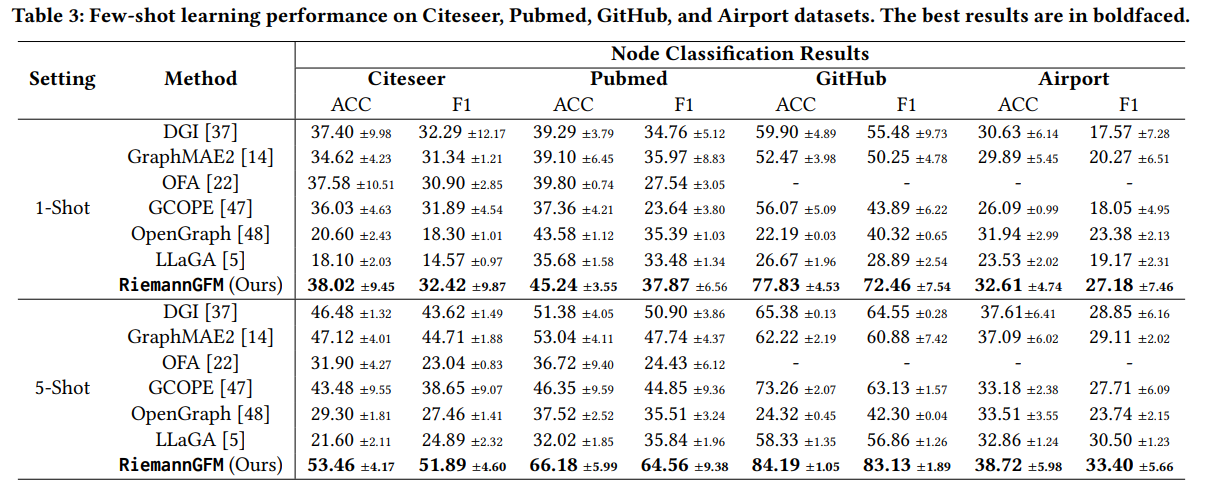 Table 3: Few-shot learning performance on Citeseer, Pubmed, GitHub, and Airport datasets. The best results are in boldfaced.
Setting Method Node Classification Results
Citeseer Pubmed GitHub Airport
ACC F1 ACC F1 ACC F1 ACC F1
1-Shot
DGI [37] 37.40 ±9.98 32.29 ±12.17 39.29 ±3.79 34.76 ±5.12 59.90 ±4.89 55.48 ±9.73 30.63 ±6.14 17.57 ±7.28
GraphMAE2 [14] 34.62 ±4.23 31.34 ±1.21 39.10 ±6.45 35.97 ±8.83 52.47 ±3.98 50.25 ±4.78 29.89 ±5.45 20.27 ±6.51
OFA [22] 37.58 ±10.51 30.90 ±2.85 39.80 ±0.74 27.54 ±3.05 - - - -
GCOPE [47] 36.03 ±4.63 31.89 ±4.54 37.36 ±4.21 23.64 ±3.80 56.07 ±5.09 43.89 ±6.22 26.09 ±0.99 18.05 ±4.95
OpenGraph [48] 20.60 ±2.43 18.30 ±1.01 43.58 ±1.12 35.39 ±1.03 22.19 ±0.03 40.32 ±0.65 31.94 ±2.99 23.38 ±2.13
LLaGA [5] 18.10 ±2.03 14.57 ±0.97 35.68 ±1.58 33.48 ±1.34 26.67 ±1.96 28.89 ±2.54 23.53 ±2.02 19.17 ±2.31
RiemannGFM (Ours) 38.02 ±9.45 32.42 ±9.87 45.24 ±3.55 37.87 ±6.56 77.83 ±4.53 72.46 ±7.54 32.61 ±4.74 27.18 ±7.46
5-Shot
DGI [37] 46.48 ±1.32 43.62 ±1.49 51.38 ±4.05 50.90 ±3.86 65.38 ±0.13 64.55 ±0.28 37.61±6.41 28.85 ±6.16
GraphMAE2 [14] 47.12 ±4.01 44.71 ±1.88 53.04 ±4.11 47.74 ±4.37 62.22 ±2.19 60.88 ±7.42 37.09 ±6.02 29.11 ±2.02
OFA [22] 31.90 ±4.27 23.04 ±0.83 36.72 ±9.40 24.43 ±6.12 - - - -
GCOPE [47] 43.48 ±9.55 38.65 ±9.07 46.35 ±9.59 44.85 ±9.36 73.26 ±2.07 63.13 ±1.57 33.18 ±2.38 27.71 ±6.09
OpenGraph [48] 29.30 ±1.81 27.46 ±1.41 37.52 ±2.52 35.51 ±3.24 24.32 ±0.45 42.30 ±0.04 33.51 ±3.55 23.74 ±2.15
LLaGA [5] 21.60 ±2.11 24.89 ±2.32 32.02 ±1.85 35.84 ±1.96 58.33 ±1.35 56.86 ±1.26 32.86 ±1.24 30.50 ±1.23
RiemannGFM (Ours) 53.46 ±4.17 51.89 ±4.60 66.18 ±5.99 64.56 ±9.38 84.19 ±1.05 83.13 ±1.89 38.72 ±5.98 33.40 ±5.66